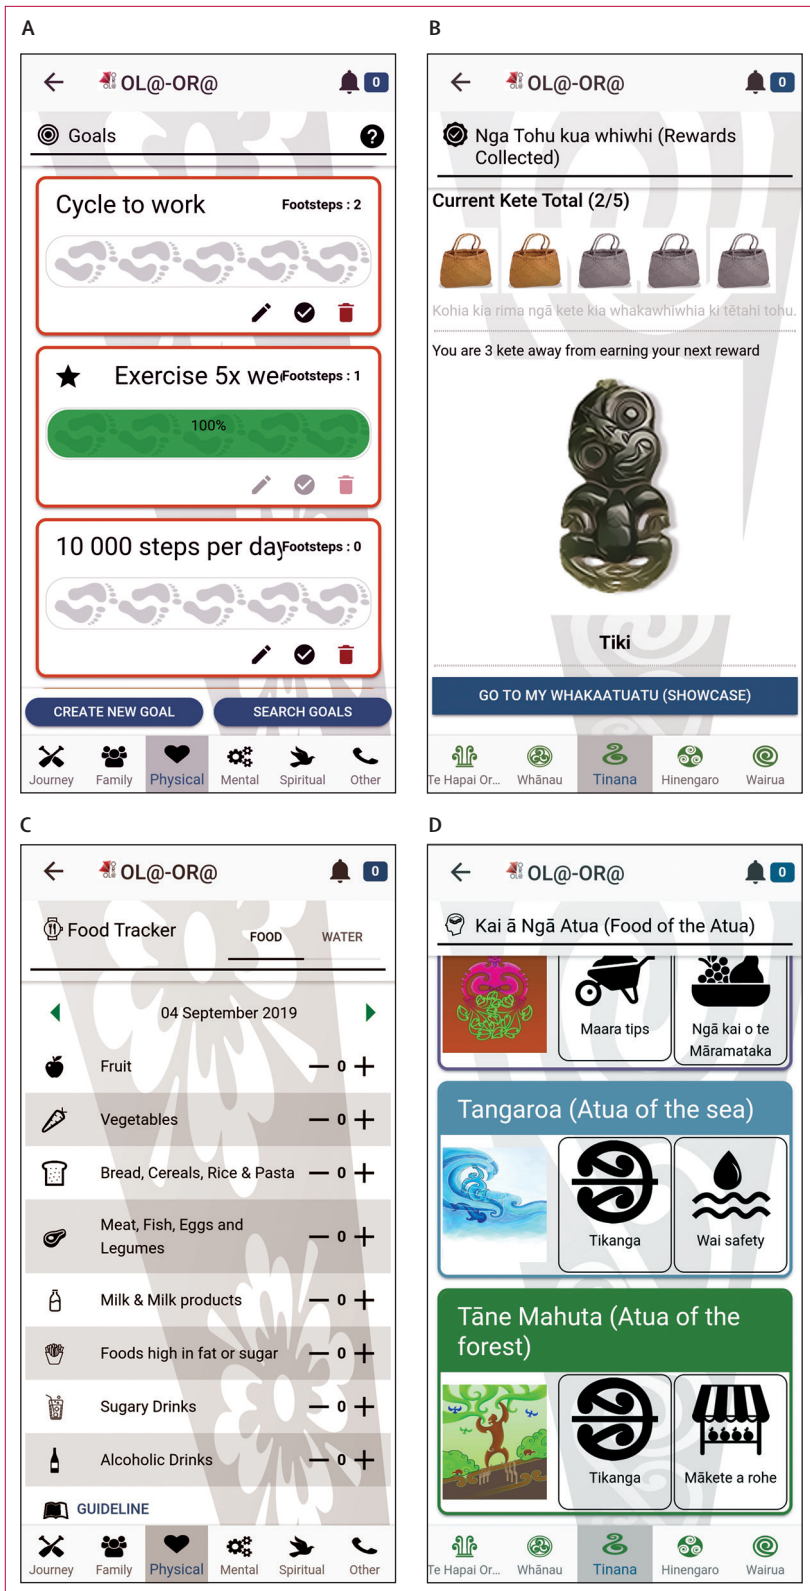 A
OL@-OR@
0
Goals
?
Cycle to work
Footsteps : 2
Exercise 5x we
Footsteps : 1
100%
10 000 steps per day
Footsteps : 0
CREATE NEW GOAL
SEARCH GOALS
Journey Family Physical Mental Spiritual Other
B
OL@-OR@
0
Nga Tohu kua whiwhi (Rewards
Collected)
Current Kete Total (2/5)
Kohia kia rima ngā kete kia whakawhiwhia ki tētahi tohu.
You are 3 kete away from earning your next reward
Tiki
GO TO MY WHAKAATUATU (SHOWCASE)
Te Hapai Or... Whānau Tinana Hinengaro Wairua
C
OL@-OR@
0
Food Tracker
FOOD
WATER
04 September 2019
Fruit
0
Vegetables
0
Bread, Cereals, Rice & Pasta
0
Meat, Fish, Eggs and
Legumes
0
Milk & Milk products
0
Foods high in fat or sugar
0
Sugary Drinks
0
Alcoholic Drinks
0
GUIDELINE
Journey Family Physical Mental Spiritual Other
D
OL@-OR@
0
Kai ā Ngā Atua (Food of the Atua)
Maara tips
Ngā kai o te
Māramataka
Tangaroa (Atua of the sea)
Tikanga
Wai safety
Tāne Mahuta (Atua of the
forest)
Tikanga
Mākete a rohe
Te Hapai Or... Whānau Tinana Hinengaro Wairua